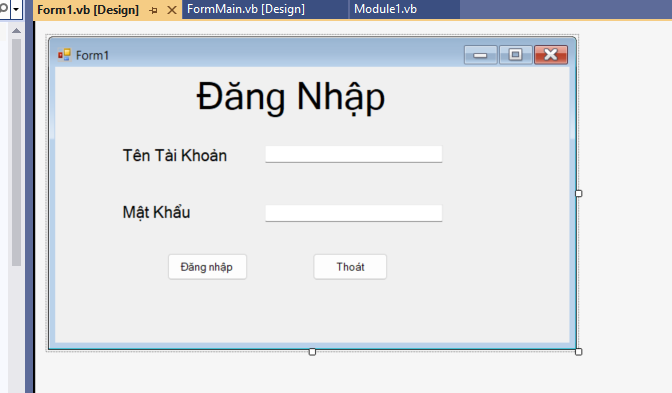 Form1.vb [Design] FormMain.vb [Design] Module1.vb
Form1
Đăng Nhập
Tên Tài Khoản
Mật Khẩu
Đăng nhập Thoát